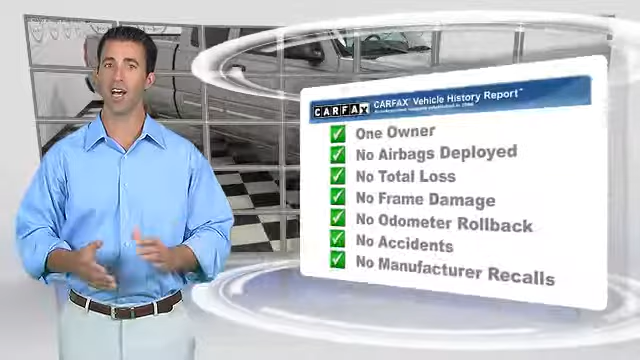 CARFAX CARFAX Vehicle History Report™
One Owner
No Airbags Deployed
No Total Loss
No Frame Damage
No Odometer Rollback
No Accidents
No Manufacturer Recalls